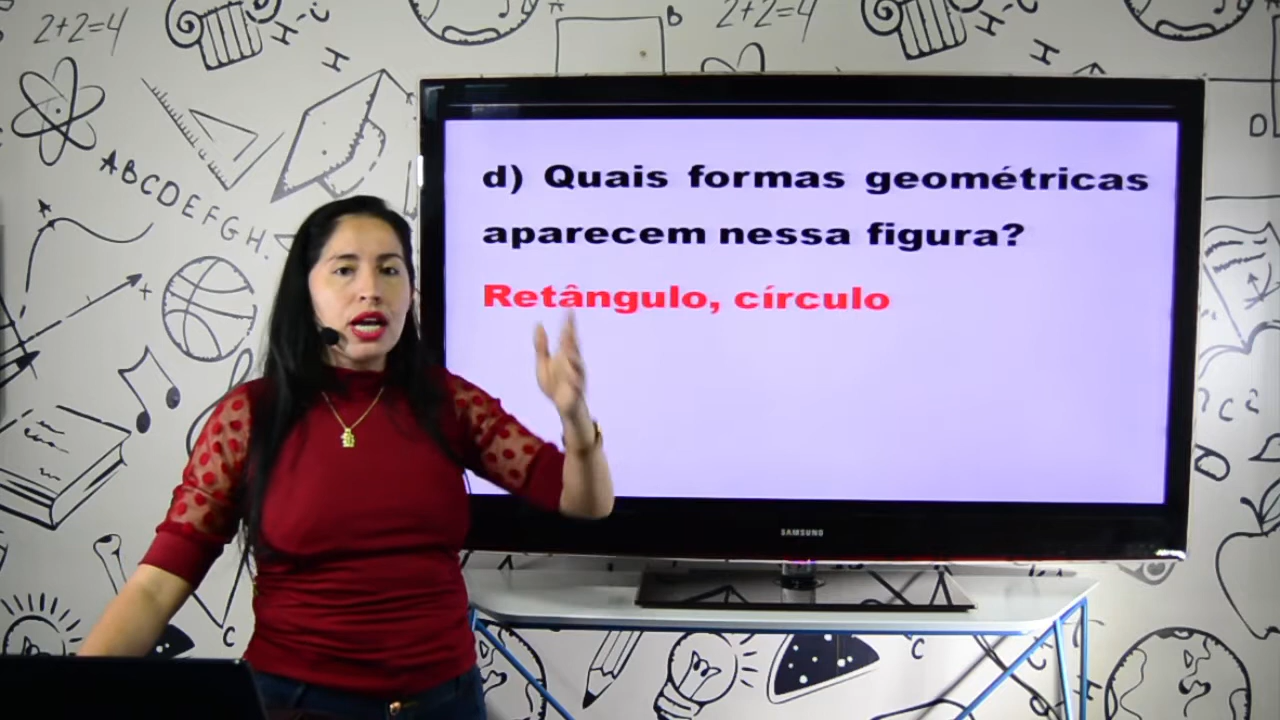 2+2=4
A B
2+2=4
ABCDEFGH.
D
d) Quais formas geométricas
aparecem nessa figura?
Retângulo, círculo
SAMSUNG
C
C